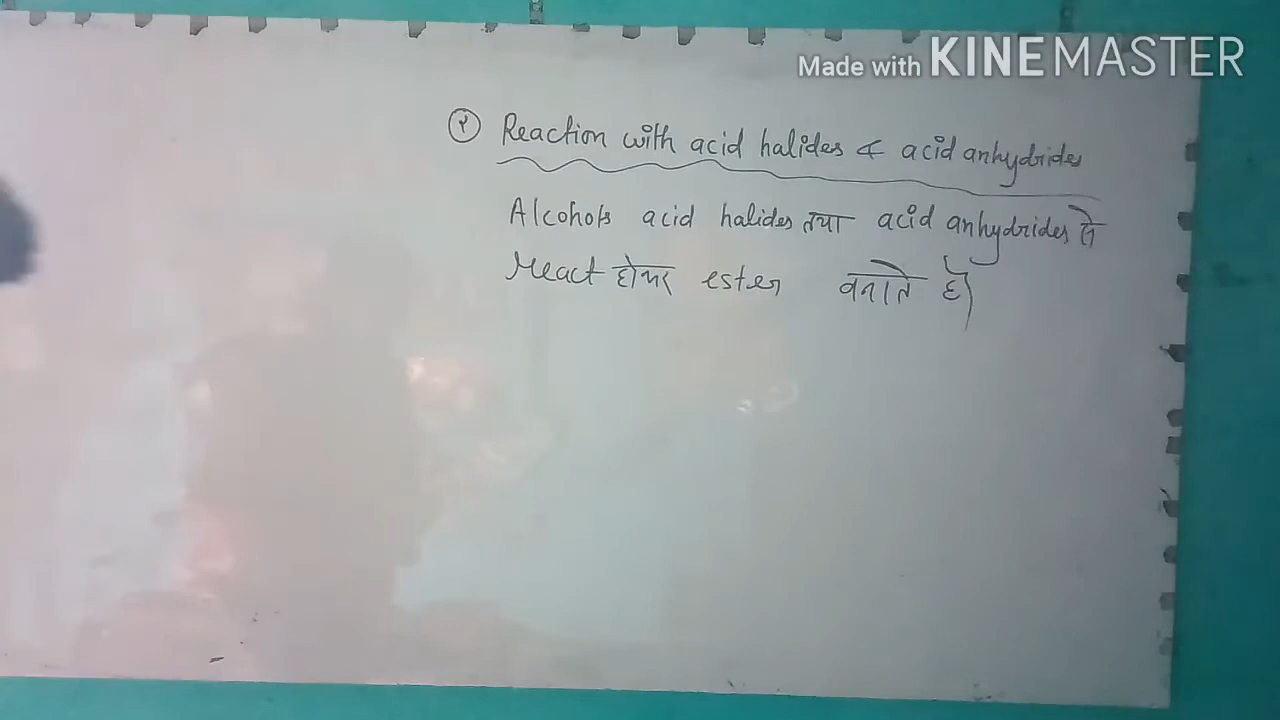 Made with KINEMASTER
२ Reaction with acid halides & acid anhydrides
Alcohols acid halides तथा acid anhydrides से
React होकर ester बनाते है।